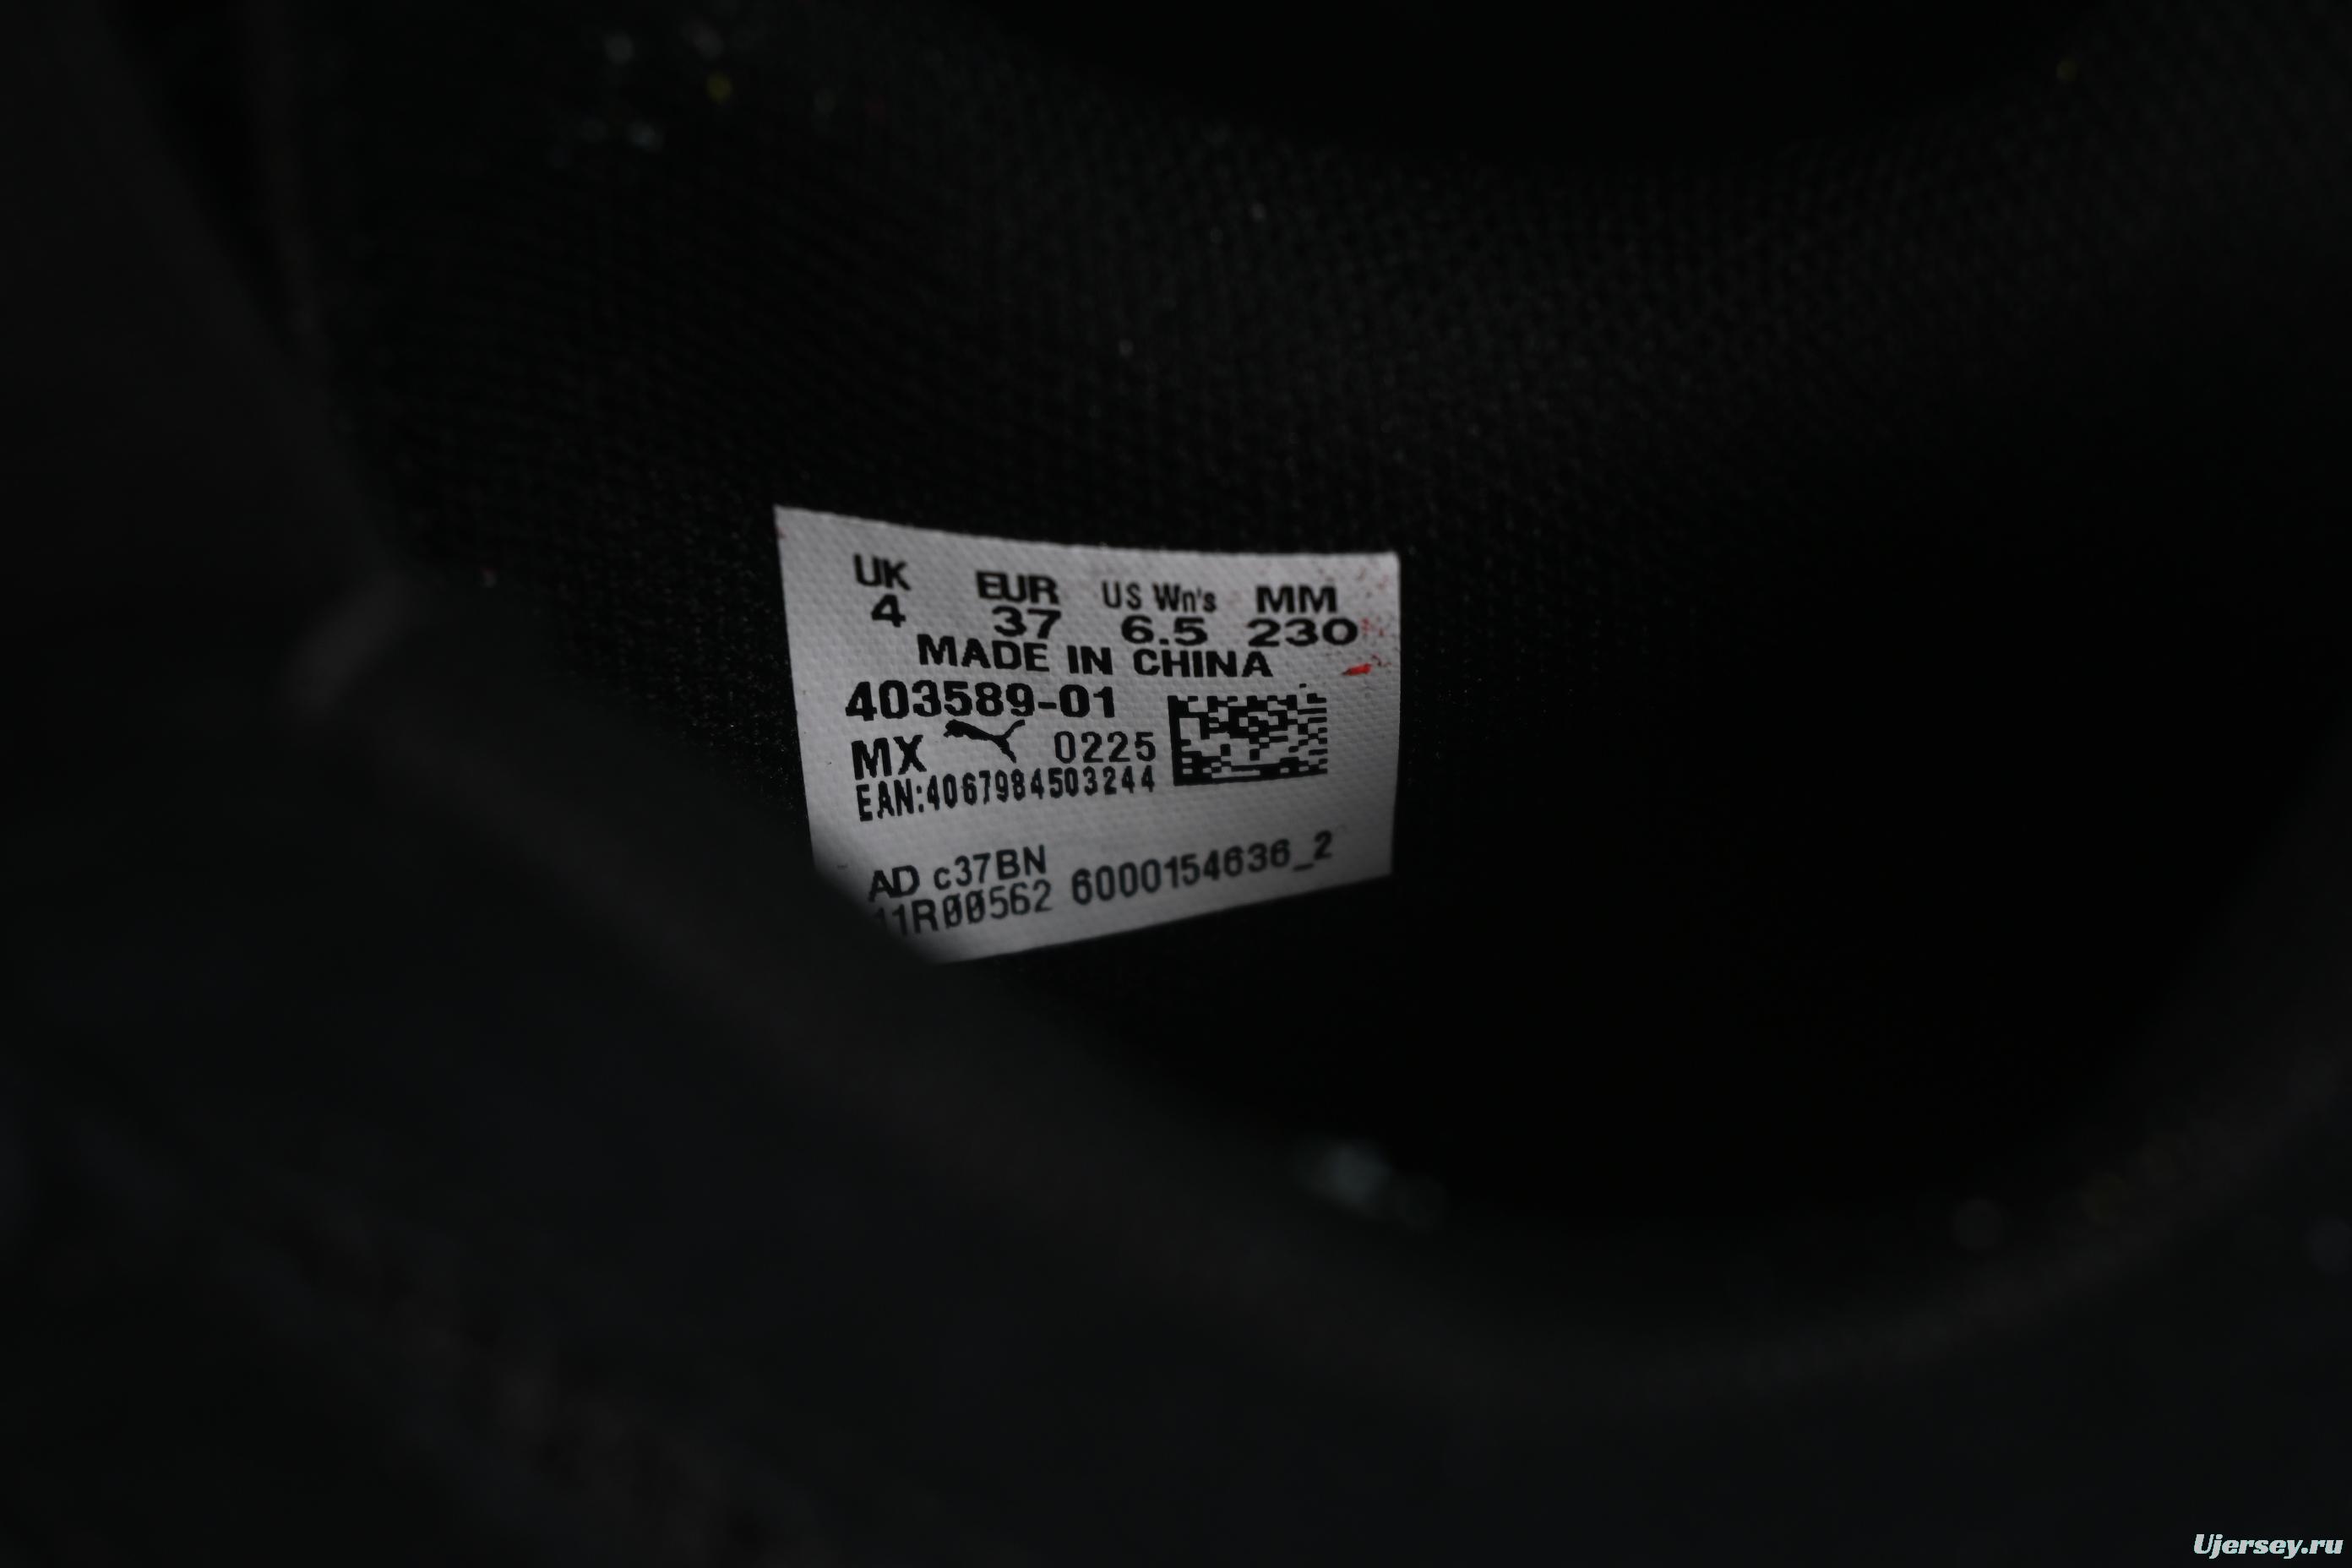 UK EUR US Wn's MM
4 37 6.5 230
MADE IN CHINA
403589-01
MX 0225
EAN:4067984503244
AD c37BN
11R00562 6000154636_2
Ujersey.ru